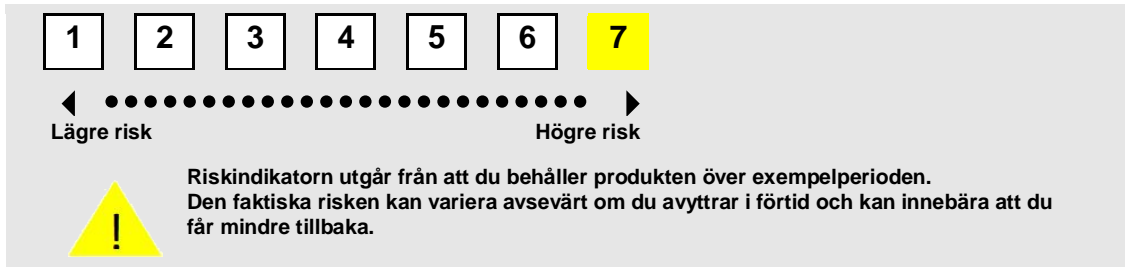 1 2 3 4 5 6 7
Lägre risk Högre risk
Riskindikatorn utgår från att du behåller produkten över exempelperioden.
Den faktiska risken kan variera avsevärt om du avyttrar i förtid och kan innebära att du
får mindre tillbaka.
!